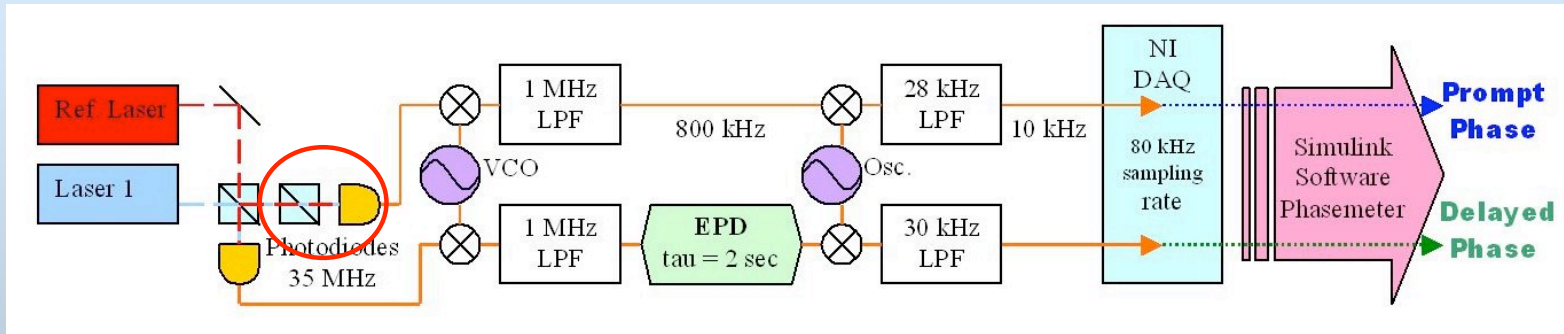 Ref. Laser
Laser 1
Photodiodes
35 MHz
VCO
1 MHz
LPF
800 kHz
1 MHz
LPF
EPD
tau = 2 sec
Osc.
28 kHz
LPF
10 kHz
30 kHz
LPF
NI
DAQ
80 kHz
sampling
rate
Simulink
Software
Phasemeter
Prompt
Phase
Delayed
Phase